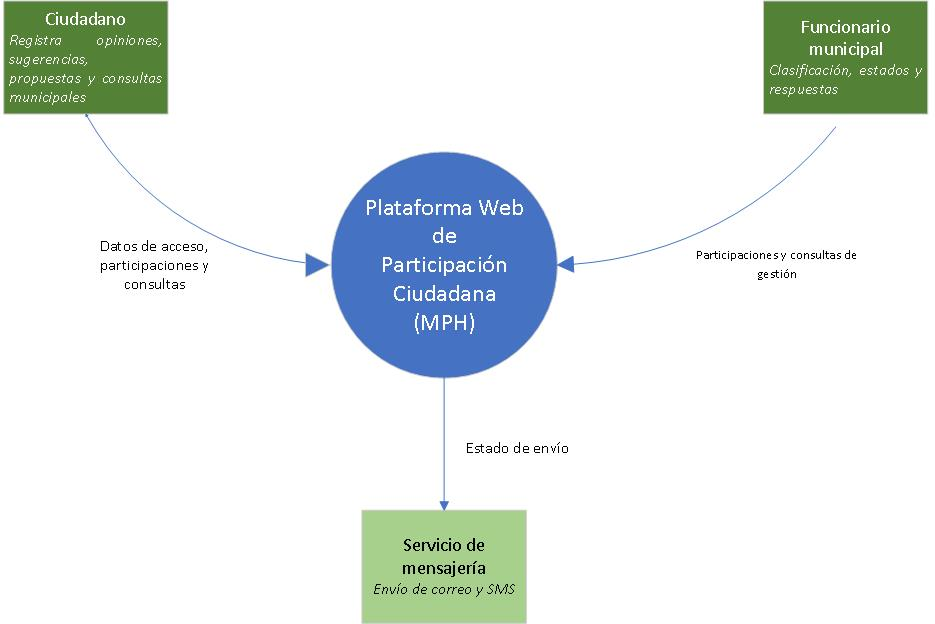 Ciudadano
Registra opiniones,
sugerencias,
propuestas y consultas
municipales
Funcionario
municipal
Clasificación, estados y
respuestas
Plataforma Web
de
Participación
Ciudadana
(MPH)
Datos de acceso,
participaciones y
consultas
Participaciones y consultas de
gestión
Estado de envío
Servicio de
mensajería
Envío de correo y SMS